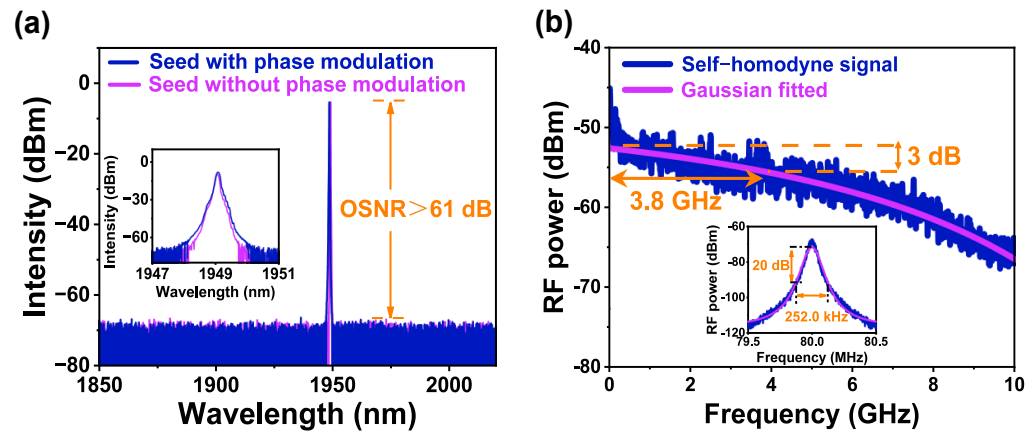 (a)
Seed with phase modulation
Seed without phase modulation
Intensity (dBm)
0
-20
-40
-60
-80
1850
1900
1950
2000
Wavelength (nm)
OSNR＞61 dB
Intensity (dBm)
0
-30
-60
1947
1949
1951
Wavelength (nm)
(b)
Self−homodyne signal
Gaussian fitted
RF power (dBm)
-40
-50
-60
-70
-80
0
2
4
6
8
10
Frequency (GHz)
3 dB
3.8 GHz
RF power (dBm)
-60
-80
-100
-120
79.5
80.0
80.5
Frequency (MHz)
20 dB
252.0 kHz